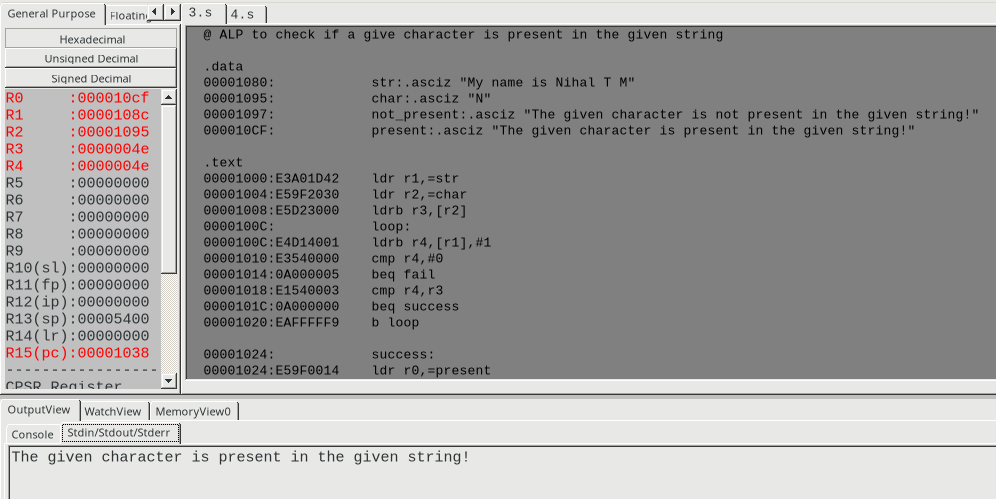 General Purpose Floating
3.s 4.s
Hexadecimal
Unsigned Decimal
Signed Decimal
R0 :000010cf
R1 :0000108c
R2 :00001095
R3 :0000004e
R4 :0000004e
R5 :00000000
R6 :00000000
R7 :00000000
R8 :00000000
R9 :00000000
R10(sl):00000000
R11(fp):00000000
R12(ip):00000000
R13(sp):00005400
R14(lr):00000000
R15(pc):00001038
-----------------
CPSR Register
@ ALP to check if a give character is present in the given string
.data
00001080: str:.asciz "My name is Nihal T M"
00001095: char:.asciz "N"
00001097: not_present:.asciz "The given character is not present in the given string!"
000010CF: present:.asciz "The given character is present in the given string!"
.text
00001000:E3A01D42 ldr r1,=str
00001004:E59F2030 ldr r2,=char
00001008:E5D23000 ldrb r3,[r2]
0000100C: loop:
0000100C:E4D14001 ldrb r4,[r1],#1
00001010:E3540000 cmp r4,#0
00001014:0A000005 beq fail
00001018:E1540003 cmp r4,r3
0000101C:0A000000 beq success
00001020:EAFFFFF9 b loop
00001024: success:
00001024:E59F0014 ldr r0,=present
OutputView WatchView MemoryView0
Console Stdin/Stdout/Stderr
The given character is present in the given string!